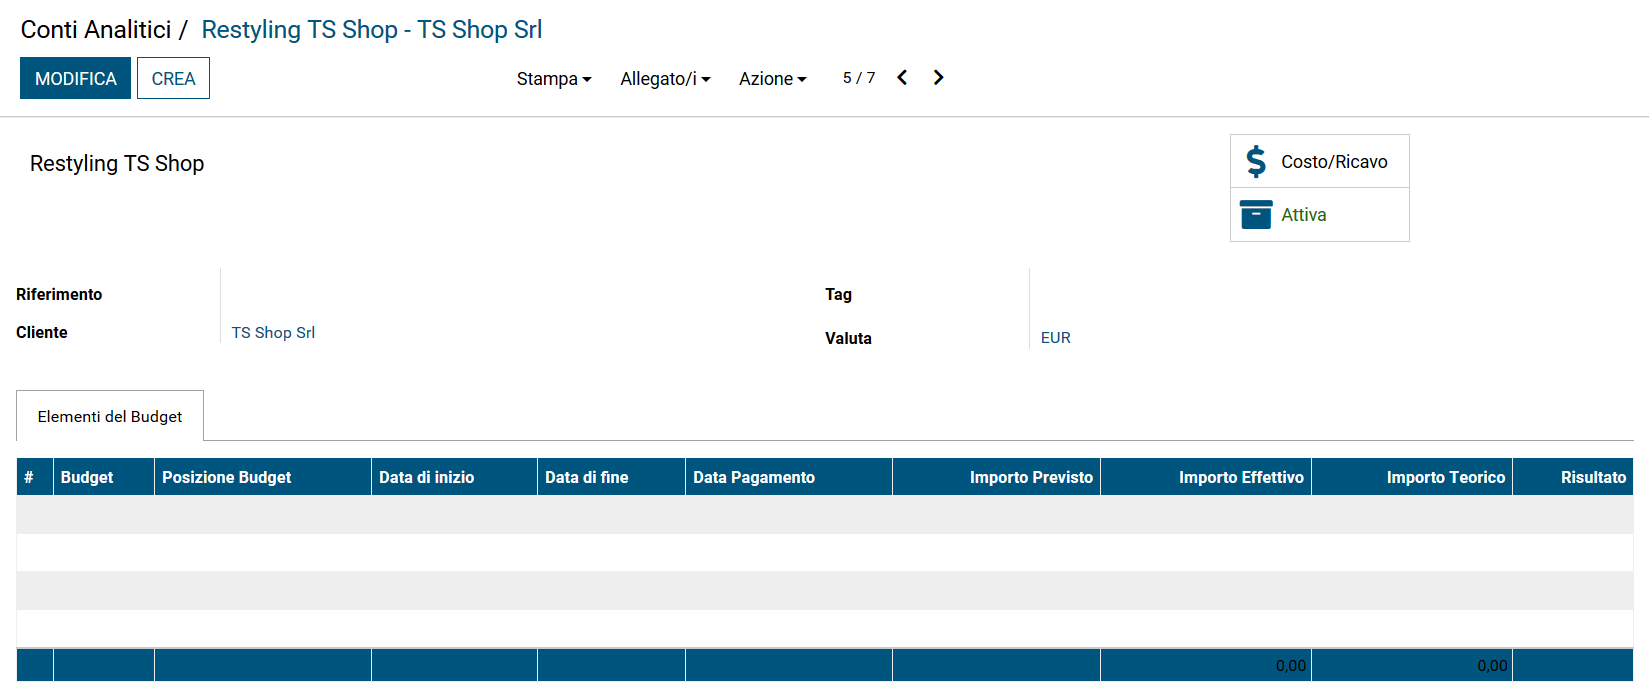 Conti Analitici / Restyling TS Shop - TS Shop Srl
MODIFICA CREA Stampa Allegato/i Azione 5 / 7
Restyling TS Shop
Costo/Ricavo
Attiva
Riferimento
Cliente TS Shop Srl
Tag
Valuta EUR
Elementi del Budget
# Budget Posizione Budget Data di inizio Data di fine Data Pagamento Importo Previsto Importo Effettivo Importo Teorico Risultato
0,00 0,00